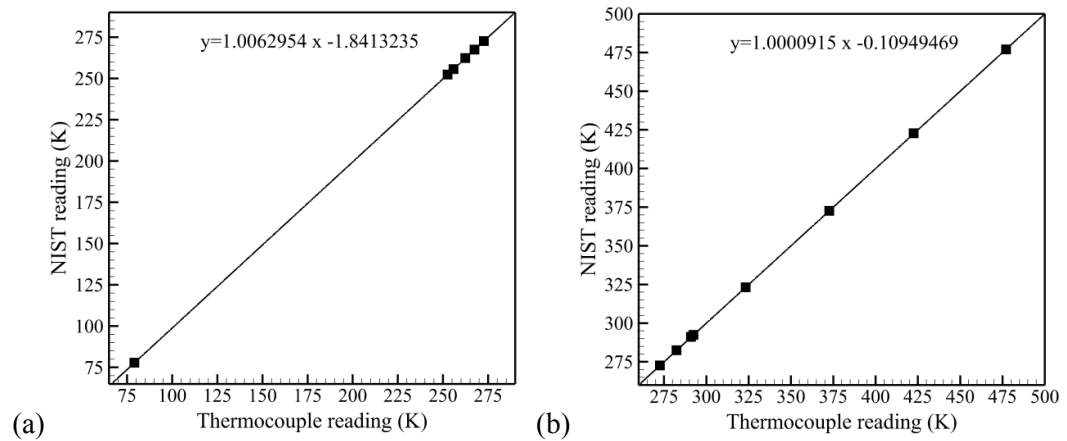 275
250
225
200
175
150
125
100
75
NIST reading (K)
y=1.0062954 x -1.8413235
75 100 125 150 175 200 225 250 275
Thermocouple reading (K)
(a)
500
475
450
425
400
375
350
325
300
275
NIST reading (K)
y=1.0000915 x -0.10949469
275 300 325 350 375 400 425 450 475 500
Thermocouple reading (K)
(b)